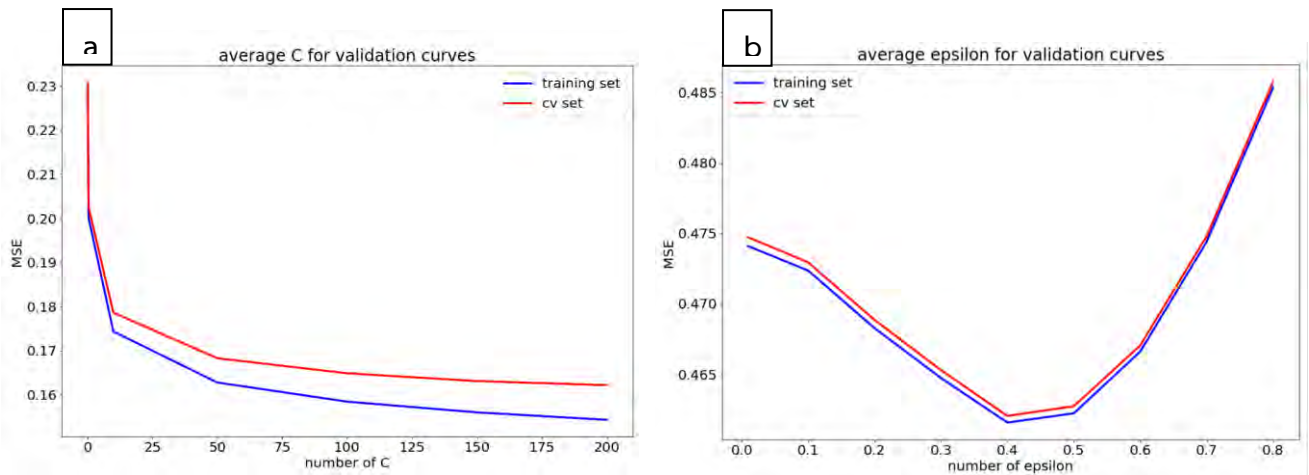 a
average C for validation curves
training set
cv set
0.23
0.22
0.21
0.20
0.19
0.18
0.17
0.16
MSE
0 25 50 75 100 125 150 175 200
number of C
b
average epsilon for validation curves
training set
cv set
0.485
0.480
0.475
0.470
0.465
MSE
0.0 0.1 0.2 0.3 0.4 0.5 0.6 0.7 0.8
number of epsilon